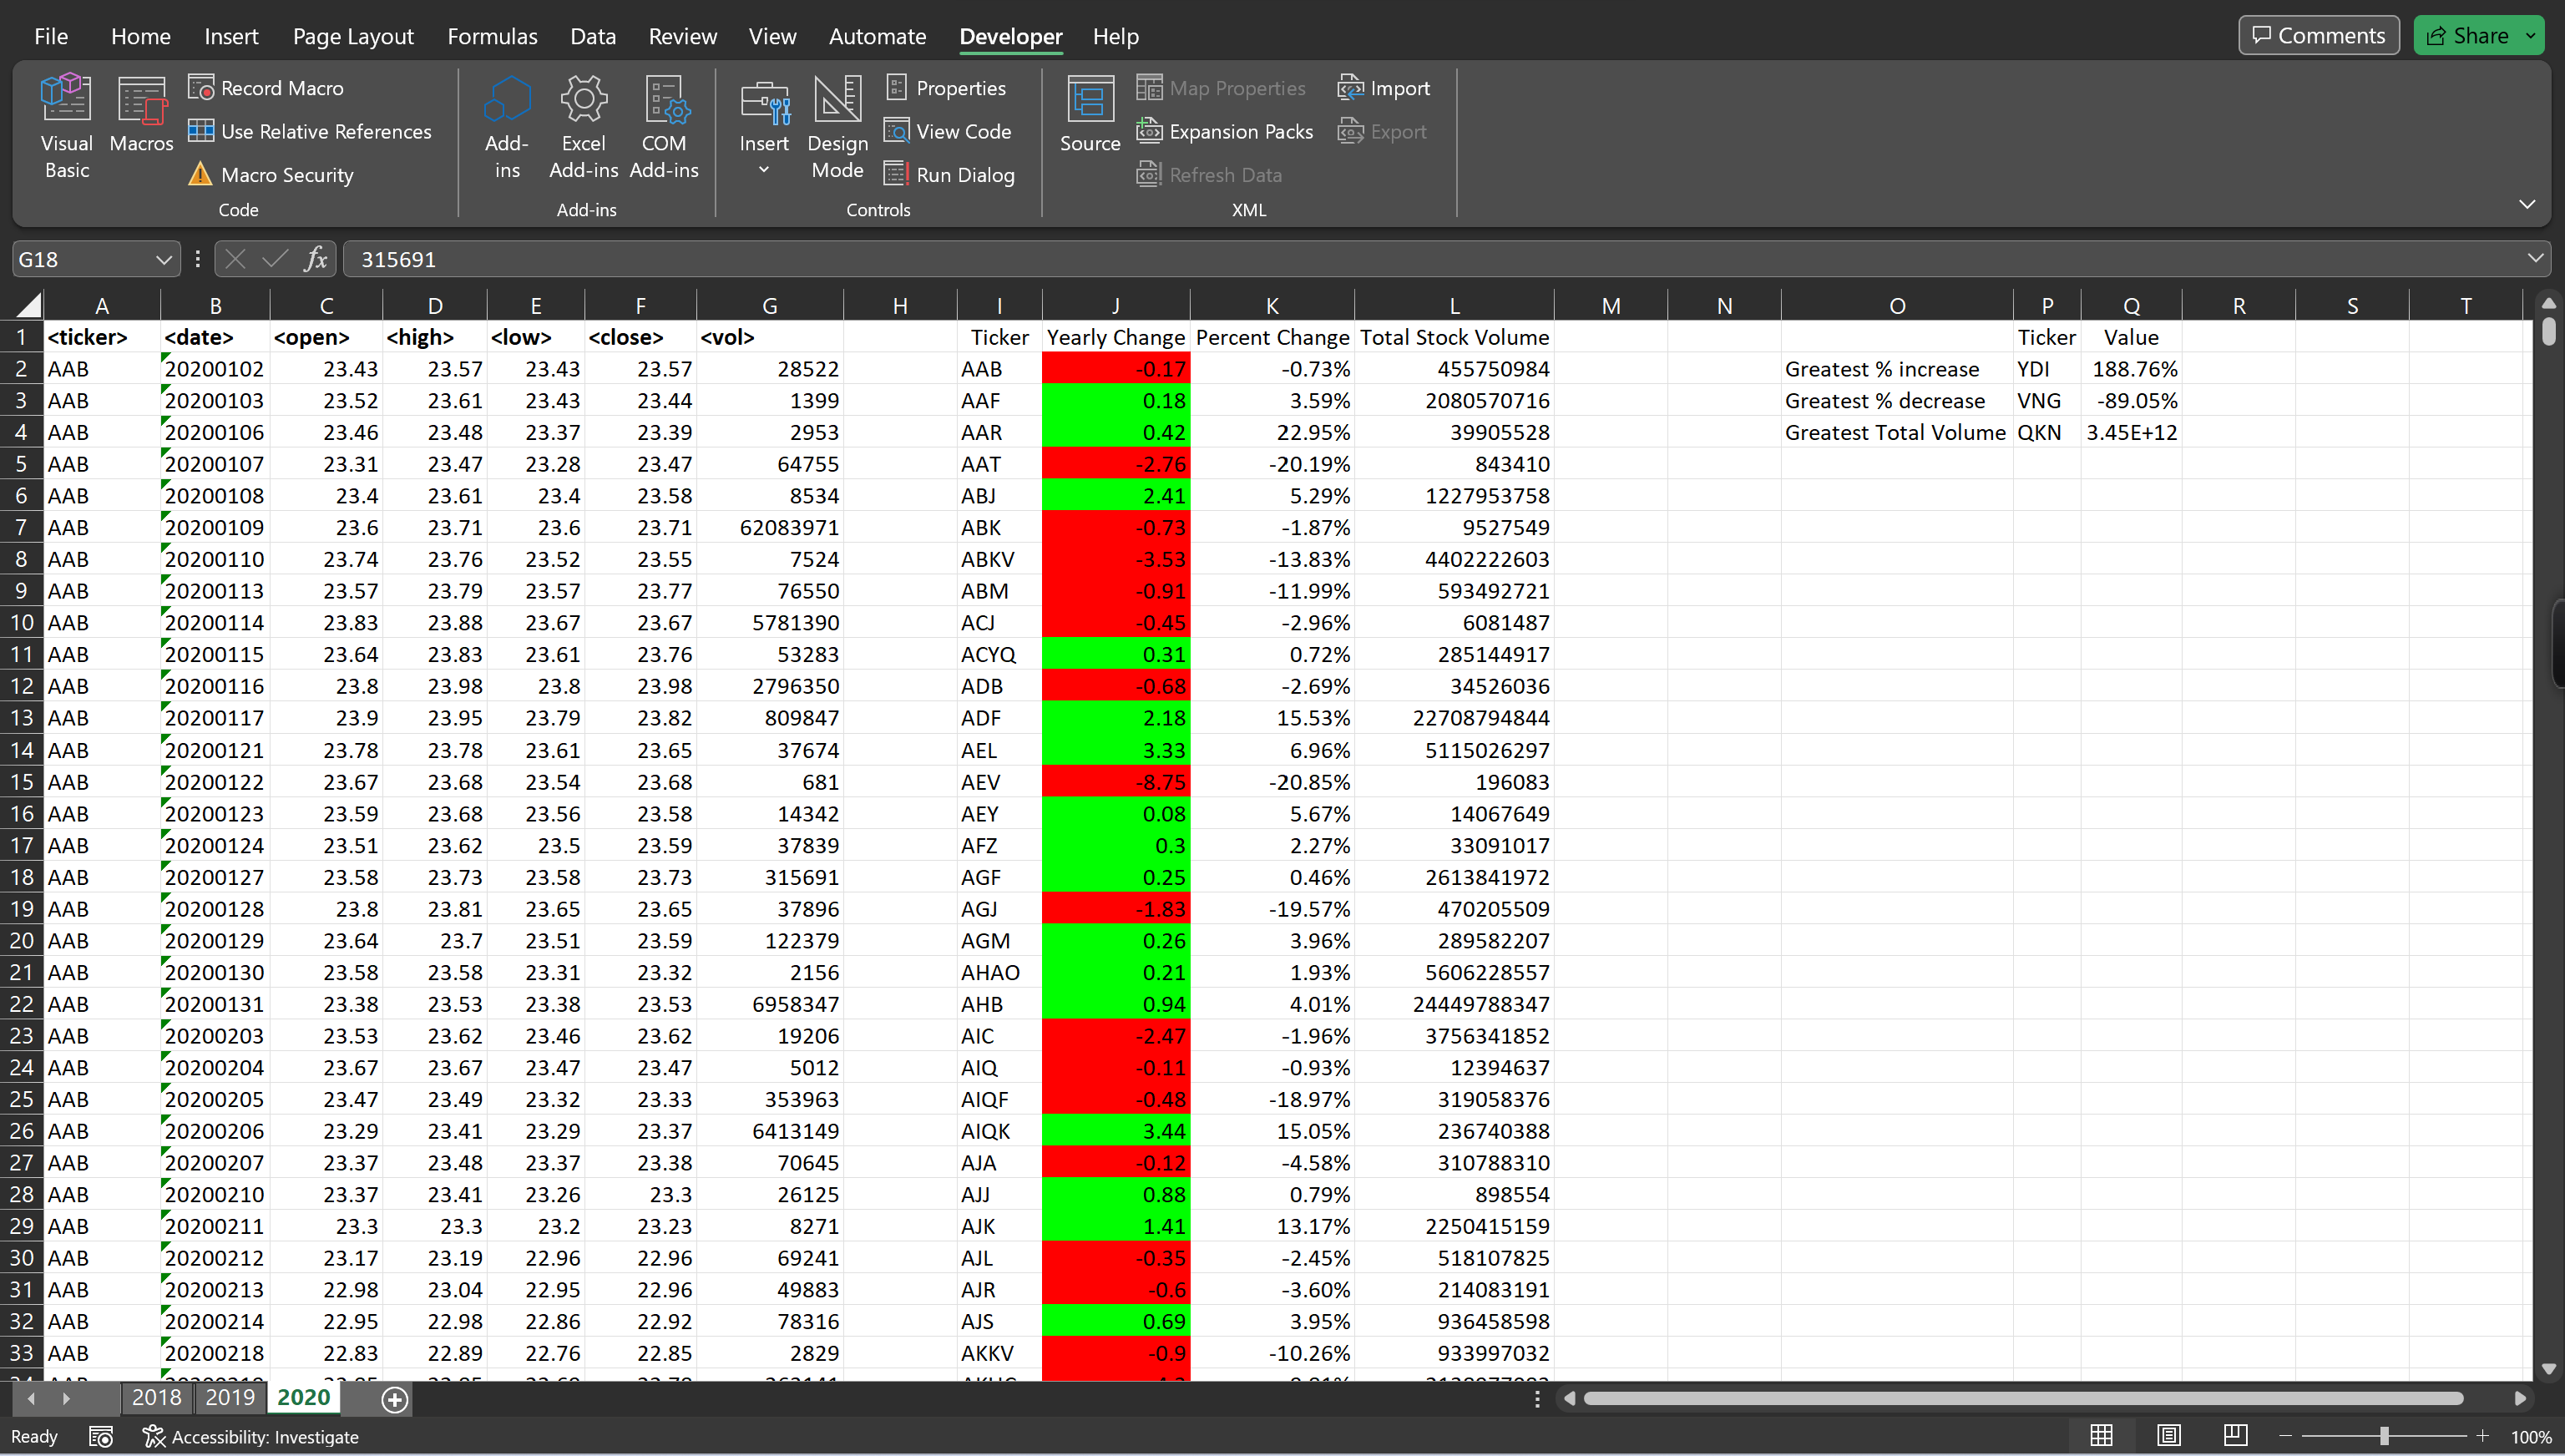 File Home Insert Page Layout Formulas Data Review View Automate Developer Help Comments Share
Visual Basic Macros Record Macro Use Relative References Macro Security
Code
Add-ins Excel Add-ins COM Add-ins
Add-ins
Insert Design Mode Properties View Code Run Dialog
Controls
Source Map Properties Expansion Packs Refresh Data Import Export
XML
G18 fx 315691
A B C D E F G H I J K L M N O P Q R S T
1 <ticker> <date> <open> <high> <low> <close> <vol> Ticker Yearly Change Percent Change Total Stock Volume Ticker Value
2 AAB 20200102 23.43 23.57 23.43 23.57 28522 AAB -0.17 -0.73% 455750984 Greatest % increase YDI 188.76%
3 AAB 20200103 23.52 23.61 23.43 23.44 1399 AAF 0.18 3.59% 2080570716 Greatest % decrease VNG -89.05%
4 AAB 20200106 23.46 23.48 23.37 23.39 2953 AAR 0.42 22.95% 39905528 Greatest Total Volume QKN 3.45E+12
5 AAB 20200107 23.31 23.47 23.28 23.47 64755 AAT -2.76 -20.19% 843410
6 AAB 20200108 23.4 23.61 23.4 23.58 8534 ABJ 2.41 5.29% 1227953758
7 AAB 20200109 23.6 23.71 23.6 23.71 62083971 ABK -0.73 -1.87% 9527549
8 AAB 20200110 23.74 23.76 23.52 23.55 7524 ABKV -3.53 -13.83% 4402222603
9 AAB 20200113 23.57 23.79 23.57 23.77 76550 ABM -0.91 -11.99% 593492721
10 AAB 20200114 23.83 23.88 23.67 23.67 5781390 ACJ -0.45 -2.96% 6081487
11 AAB 20200115 23.64 23.83 23.61 23.76 53283 ACYQ 0.31 0.72% 285144917
12 AAB 20200116 23.8 23.98 23.8 23.98 2796350 ADB -0.68 -2.69% 34526036
13 AAB 20200117 23.9 23.95 23.79 23.82 809847 ADF 2.18 15.53% 22708794844
14 AAB 20200121 23.78 23.78 23.61 23.65 37674 AEL 3.33 6.96% 5115026297
15 AAB 20200122 23.67 23.68 23.54 23.68 681 AEV -8.75 -20.85% 196083
16 AAB 20200123 23.59 23.68 23.56 23.58 14342 AEY 0.08 5.67% 14067649
17 AAB 20200124 23.51 23.62 23.5 23.59 37839 AFZ 0.3 2.27% 33091017
18 AAB 20200127 23.58 23.73 23.58 23.73 315691 AGF 0.25 0.46% 2613841972
19 AAB 20200128 23.8 23.81 23.65 23.65 37896 AGJ -1.83 -19.57% 470205509
20 AAB 20200129 23.64 23.7 23.51 23.59 122379 AGM 0.26 3.96% 289582207
21 AAB 20200130 23.58 23.58 23.31 23.32 2156 AHAO 0.21 1.93% 5606228557
22 AAB 20200131 23.38 23.53 23.38 23.53 6958347 AHB 0.94 4.01% 24449788347
23 AAB 20200203 23.53 23.62 23.46 23.62 19206 AIC -2.47 -1.96% 3756341852
24 AAB 20200204 23.67 23.67 23.47 23.47 5012 AIQ -0.11 -0.93% 12394637
25 AAB 20200205 23.47 23.49 23.32 23.33 353963 AIQF -0.48 -18.97% 319058376
26 AAB 20200206 23.29 23.41 23.29 23.37 6413149 AIQK 3.44 15.05% 236740388
27 AAB 20200207 23.37 23.48 23.37 23.38 70645 AJA -0.12 -4.58% 310788310
28 AAB 20200210 23.37 23.41 23.26 23.3 26125 AJJ 0.88 0.79% 898554
29 AAB 20200211 23.3 23.3 23.2 23.23 8271 AJK 1.41 13.17% 2250415159
30 AAB 20200212 23.17 23.19 22.96 22.96 69241 AJL -0.35 -2.45% 518107825
31 AAB 20200213 22.98 23.04 22.95 22.96 49883 AJR -0.6 -3.60% 214083191
32 AAB 20200214 22.95 22.98 22.86 22.92 78316 AJS 0.69 3.95% 936458598
33 AAB 20200218 22.83 22.89 22.76 22.85 2829 AKKV -0.9 -10.26% 933997032
2018 2019 2020
Ready Accessibility: Investigate 100%